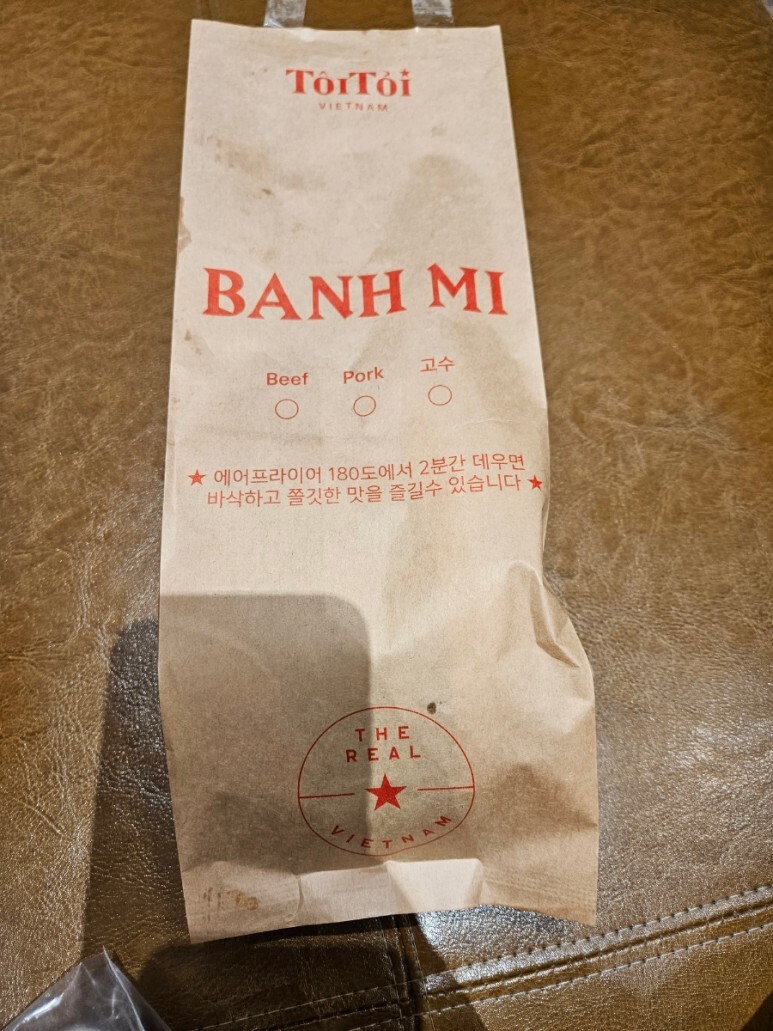 TôiTỏi
VIETNAM
BANH MI
Beef Pork 고수
★ 에어프라이어 180도에서 2분간 데우면
바삭하고 쫄깃한 맛을 즐길수 있습니다 ★
THE
REAL
★
VIETNAM